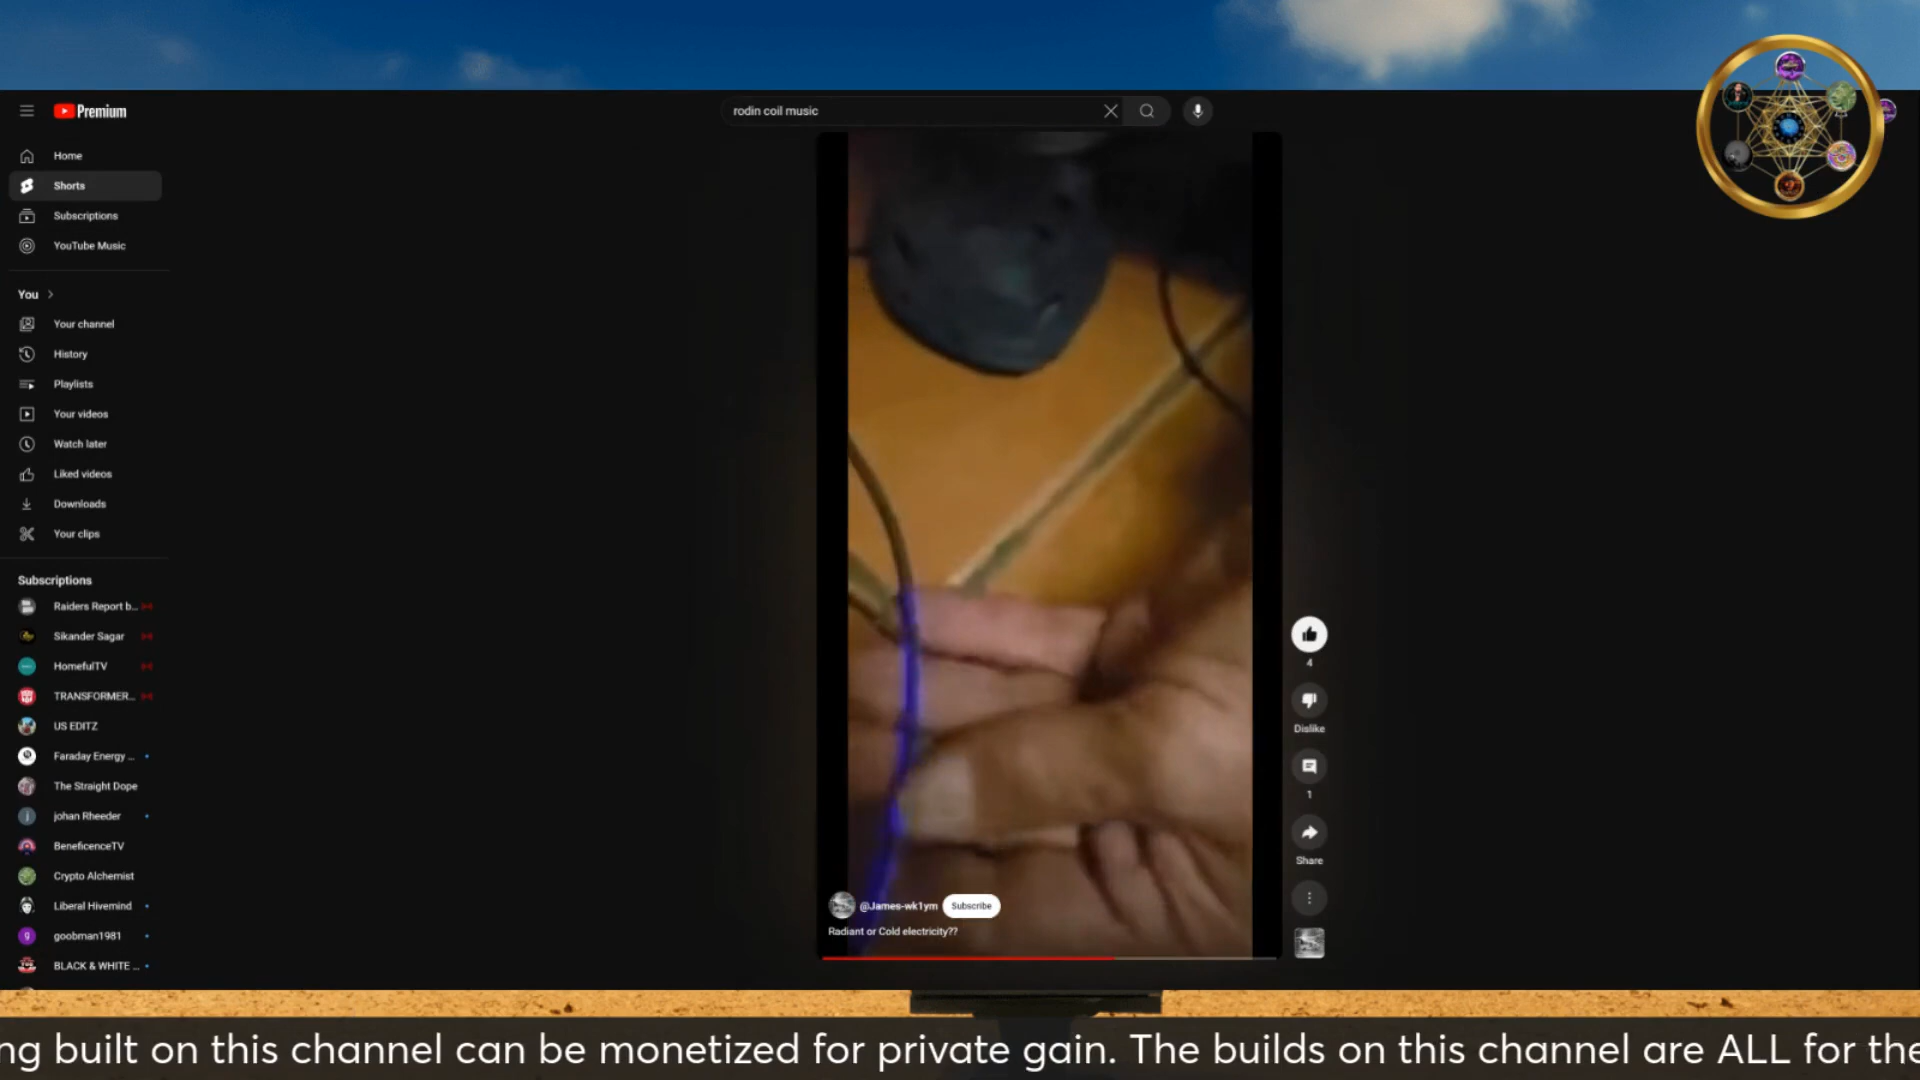 Premium
rodin coil music
Home
Shorts
Subscriptions
YouTube Music
You
Your channel
History
Playlists
Your videos
Watch later
Liked videos
Downloads
Your clips
Subscriptions
Raiders Report b...
Sikander Sagar
HomefulTV
TRANSFORMER...
US EDITZ
Faraday Energy ...
The Straight Dope
johan Rheeder
BeneficenceTV
Crypto Alchemist
Liberal Hivemind
goobman1981
BLACK & WHITE ...
4
Dislike
1
Share
@James-wk1ym Subscribe
Radiant or Cold electricity??
ng built on this channel can be monetized for private gain. The builds on this channel are ALL for the